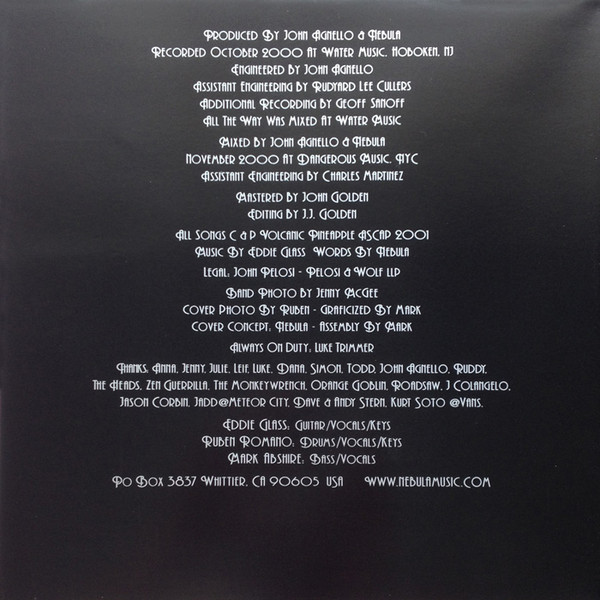 Produced By John Agnello & Nebula
Recorded October 2000 At Water Music, Hoboken, NJ
Engineered By John Agnello
Assistant Engineering By Rudyard Lee Cullers
Additional Recording By Geoff Sanoff
All The Way Was Mixed At Water Music
Mixed By John Agnello & Nebula
November 2000 At Dangerous Music, NYC
Assistant Engineering By Charles Martinez
Mastered By John Golden
Editing By J.J. Golden
All Songs C & P Volcanic Pineapple ASCAP 2001
Music By Eddie Glass Words By Nebula
Legal: John Pelosi - Pelosi & Wolf LLP
Band Photo By Jenny McGee
Cover Photo By Ruben - Graficized By Mark
Cover Concept: Nebula - Assembly By Mark
Always On Duty: Luke Trimmer
Thanks, Anna, Jenny, Julie, Leif, Luke, Dana, Simon, Todd, John Agnello, Ruddy,
The Heads, Zen Guerrilla, The Monkeywrench, Orange Goblin, Roadsaw, J Colangelo,
Jason Corbin, Jadd@Meteor City, Dave & Andy Stern, Kurt Soto @Vans.
Eddie Glass: Guitar/Vocals/Keys
Ruben Romano: Drums/Vocals/Keys
Mark Abshire: Bass/Vocals
PO Box 3837 Whittier, CA 90605 USA www.nebulamusic.com